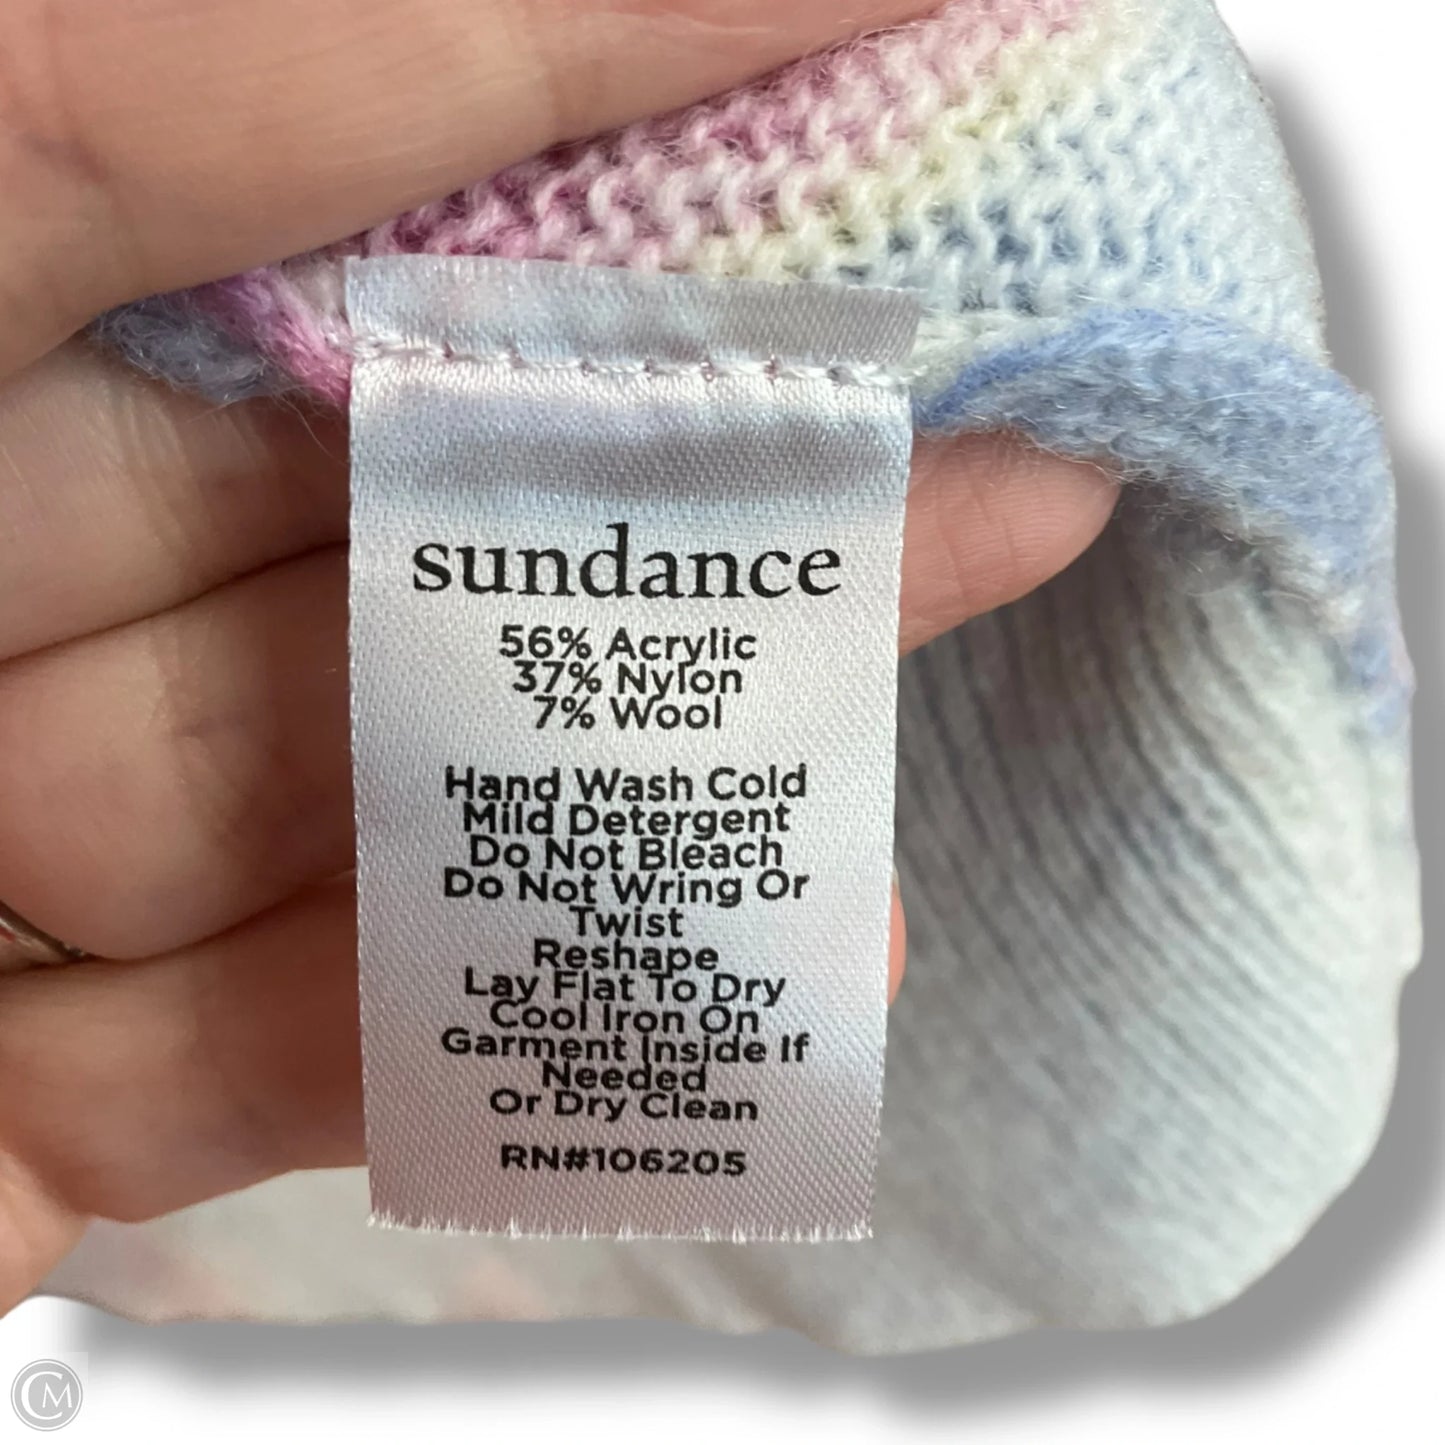 sundance
56% Acrylic
37% Nylon
7% Wool
Hand Wash Cold
Mild Detergent
Do Not Bleach
Do Not Wring Or
Twist
Reshape
Lay Flat To Dry
Cool Iron On
Garment Inside If
Needed
Or Dry Clean
RN#106205
CM